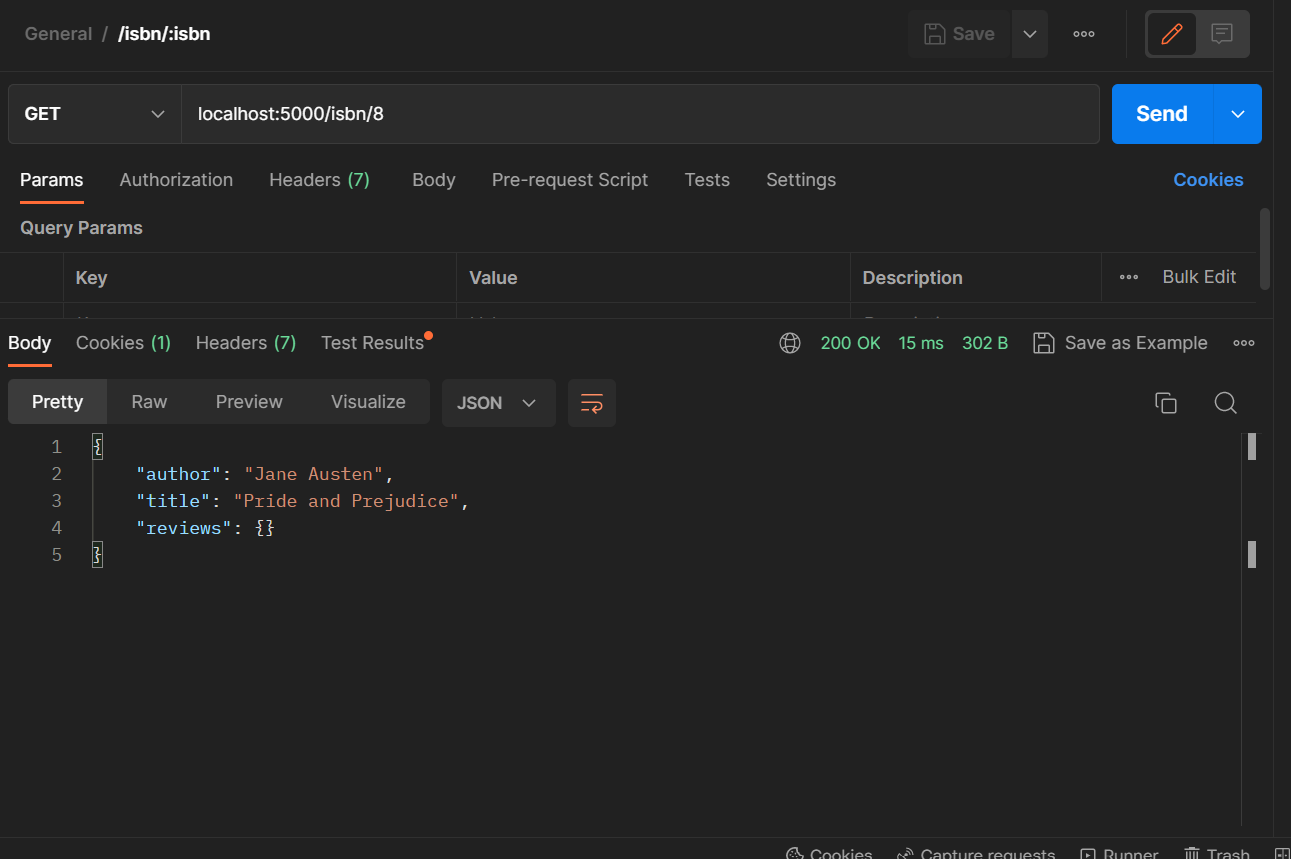 General / /isbn/:isbn Save
GET localhost:5000/isbn/8 Send
Params Authorization Headers (7) Body Pre-request Script Tests Settings Cookies
Query Params
Key Value Description Bulk Edit
Body Cookies (1) Headers (7) Test Results 200 OK 15 ms 302 B Save as Example
Pretty Raw Preview Visualize JSON
1 {
2 "author": "Jane Austen",
3 "title": "Pride and Prejudice",
4 "reviews": {}
5 }
Cookies Capture requests Runner Trash